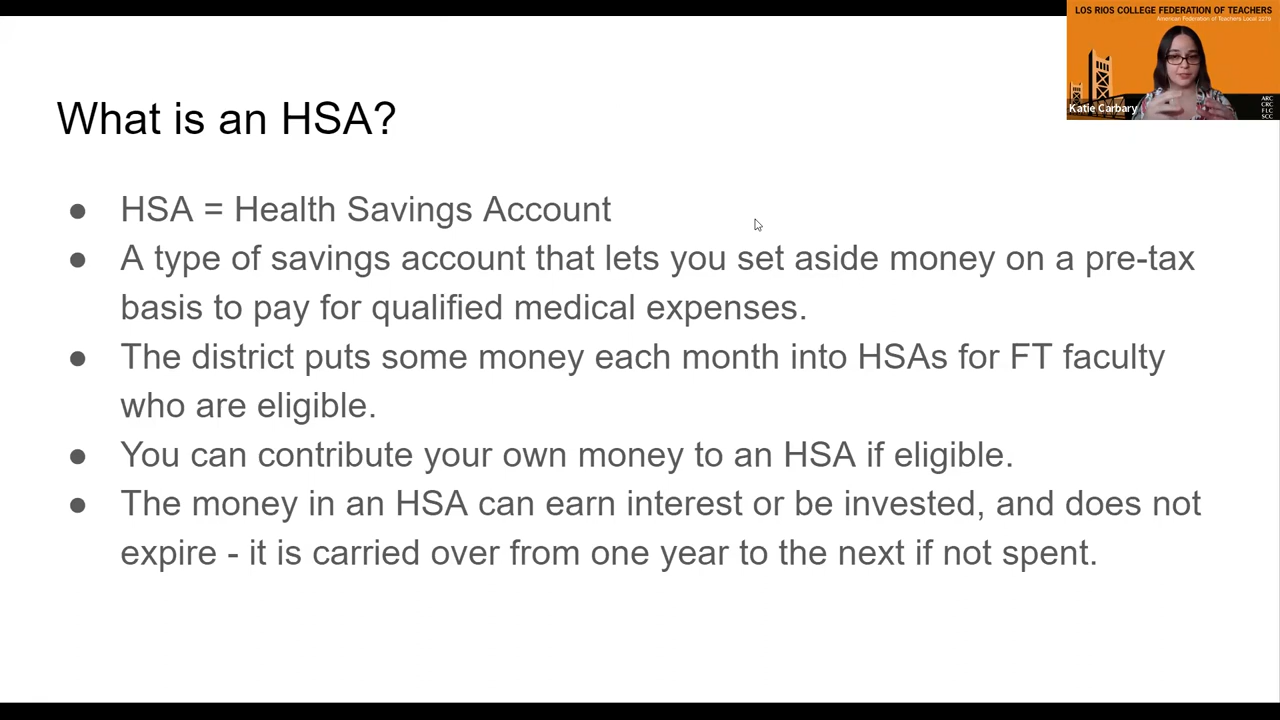 LOS RIOS COLLEGE FEDERATION OF TEACHERS
American Federation of Teachers Local 2279
Katie Carbary
ARC
CRC
FLC
SCC
What is an HSA?
● HSA = Health Savings Account
● A type of savings account that lets you set aside money on a pre-tax
basis to pay for qualified medical expenses.
● The district puts some money each month into HSAs for FT faculty
who are eligible.
● You can contribute your own money to an HSA if eligible.
● The money in an HSA can earn interest or be invested, and does not
expire - it is carried over from one year to the next if not spent.